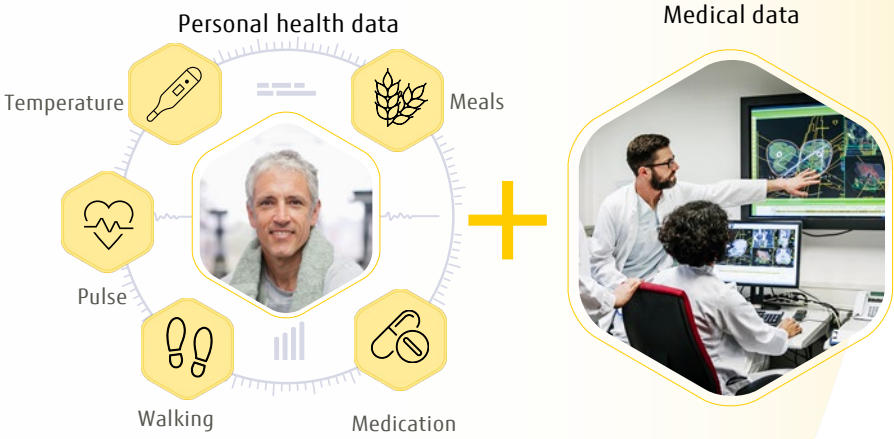 Personal health data
Medical data
Temperature
Meals
Pulse
Walking
Medication